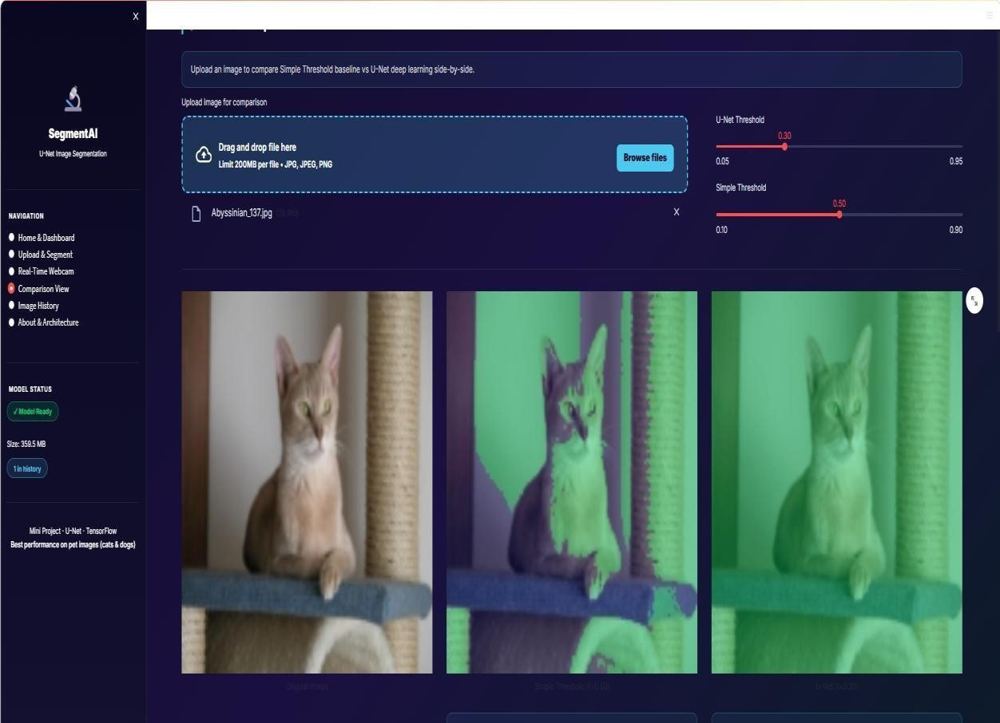 X
SegmentAI
U-Net Image Segmentation
NAVIGATION
Home & Dashboard
Upload & Segment
Real-Time Webcam
Comparison View
Image History
About & Architecture
MODEL STATUS
✓ Model Ready
Size: 359.5 MB
1 in history
Mini Project · U-Net · TensorFlow
Best performance on pet images (cats & dogs)
Upload an image to compare Simple Threshold baseline vs U-Net deep learning side-by-side.
Upload image for comparison
Drag and drop file here
Limit 200MB per file • JPG, JPEG, PNG
Browse files
Abyssinian_137.jpg
X
U-Net Threshold
0.30
0.05 0.95
Simple Threshold
0.50
0.10 0.90
Original Image
Simple Threshold (t=0.50)
U-Net (t=0.30)